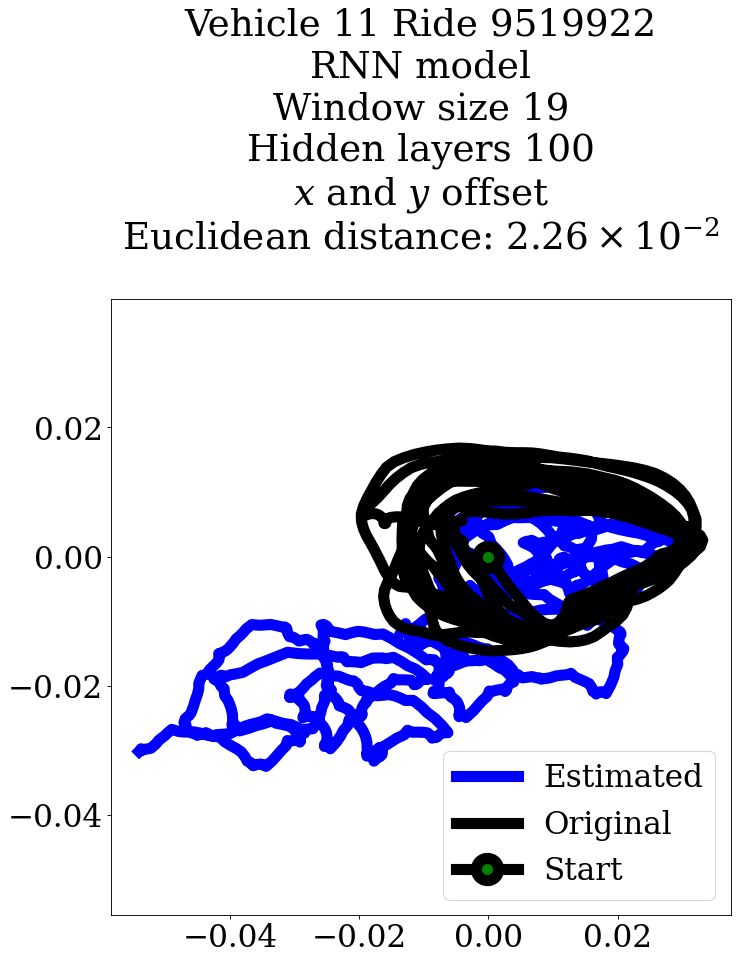 Vehicle 11 Ride 9519922
RNN model
Window size 19
Hidden layers 100
x and y offset
Euclidean distance: 2.26 × 10⁻²
0.02
0.00
−0.02
−0.04
Estimated
Original
Start
−0.04 −0.02 0.00 0.02